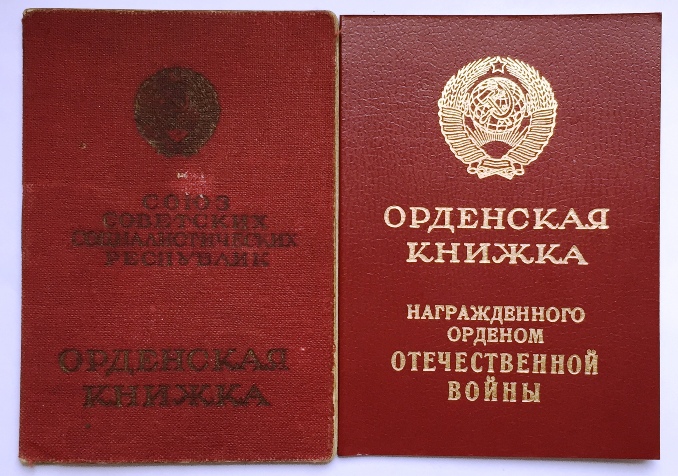 СОЮЗ
СОВЕТСКИХ
СОЦИАЛИСТИЧЕСКИХ
РЕСПУБЛИК
ОРДЕНСКАЯ
КНИЖКА
ОРДЕНСКАЯ
КНИЖКА
НАГРАЖДЕННОГО
ОРДЕНОМ
ОТЕЧЕСТВЕННОЙ
ВОЙНЫ